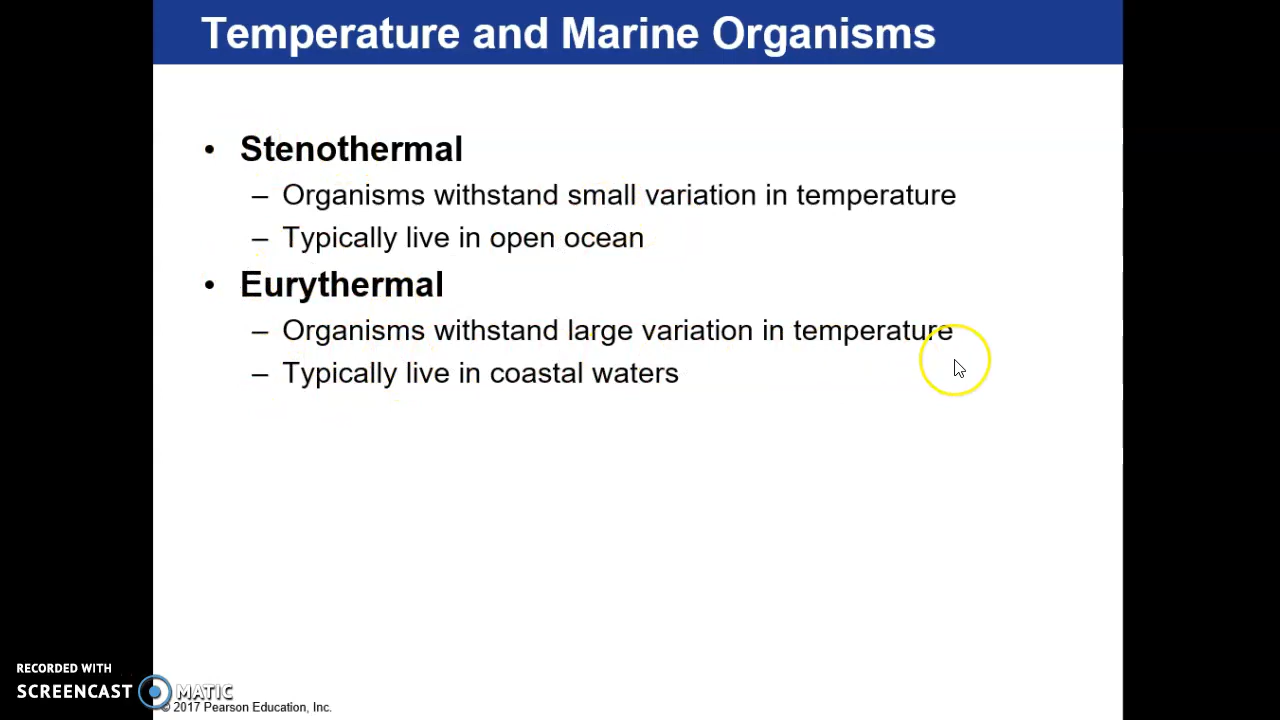 Temperature and Marine Organisms
• Stenothermal
– Organisms withstand small variation in temperature
– Typically live in open ocean
• Eurythermal
– Organisms withstand large variation in temperature
– Typically live in coastal waters
RECORDED WITH
SCREENCAST MATIC
© 2017 Pearson Education, Inc.